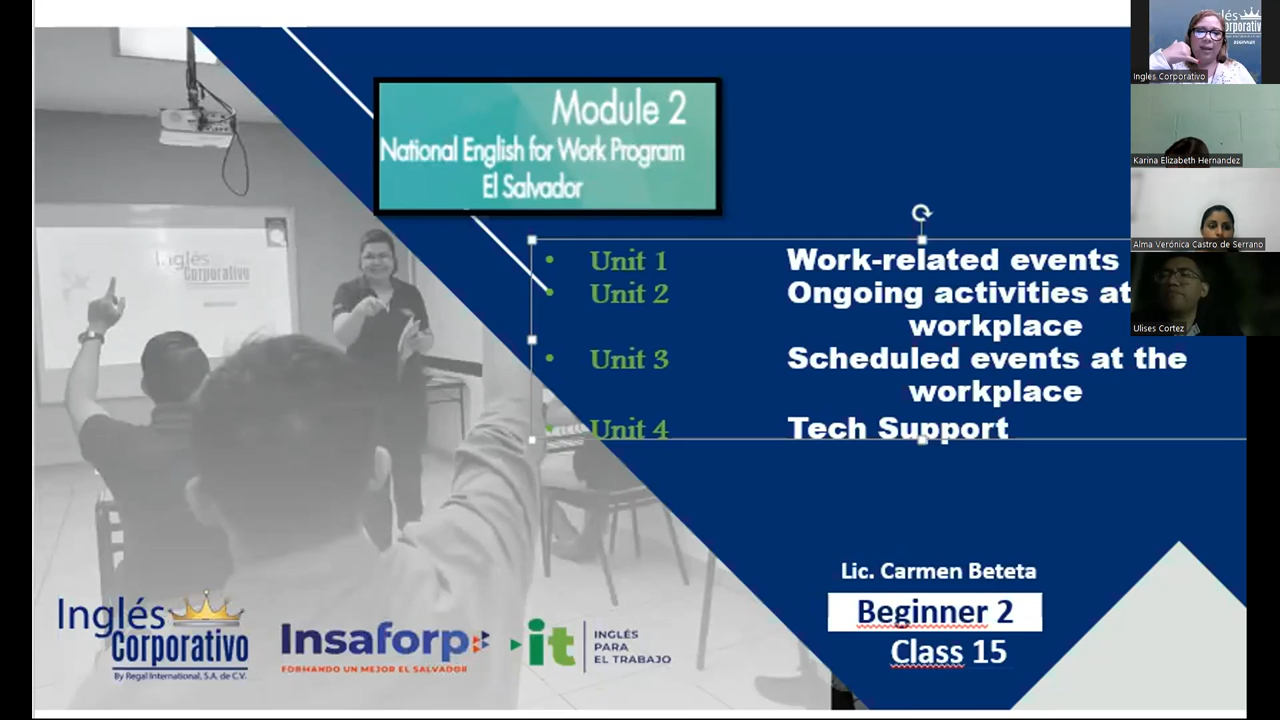 Module 2
National English for Work Program
El Salvador
• Unit 1 Work-related events
• Unit 2 Ongoing activities at
workplace
• Unit 3 Scheduled events at the
workplace
• Unit 4 Tech Support
Lic. Carmen Beteta
Beginner 2
Class 15
Inglés
Corporativo
By Regal International, S.A. de C.V.
Insaforp
FORMANDO UN MEJOR EL SALVADOR
it
INGLÉS
PARA
EL TRABAJO
Inglés
Corporativo
Ingles Corporativo
Karina Elizabeth Hernandez
Alma Verónica Castro de Serrano
Ulises Cortez